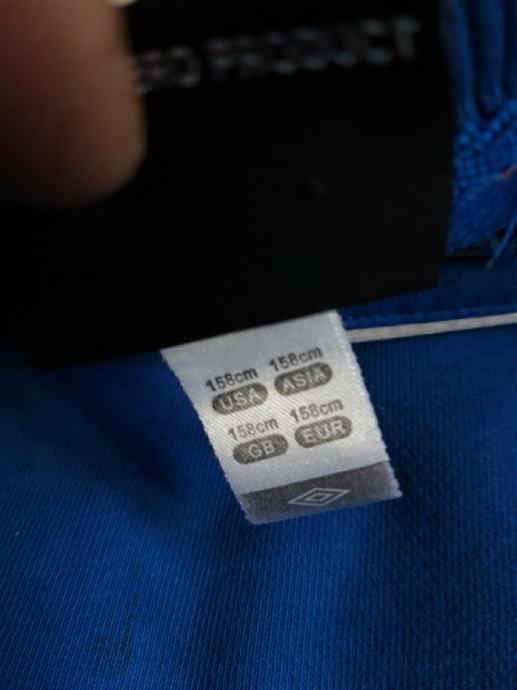 PRODUCT
158cm 158cm
USA ASIA
158cm 158cm
GB EUR